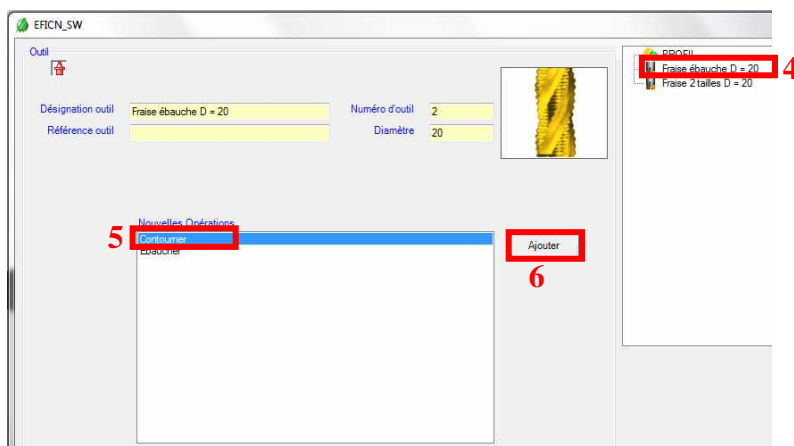 EFICN_SW
Outil
Désignation outil
Fraise ébauche D = 20
Numéro d'outil
2
Référence outil
Diamètre
20
Nouvelles Opérations
5
Contourner
Ebaucher
Ajouter
6
PROFIL
Fraise ébauche D = 20
4
Fraise 2 tailles D = 20